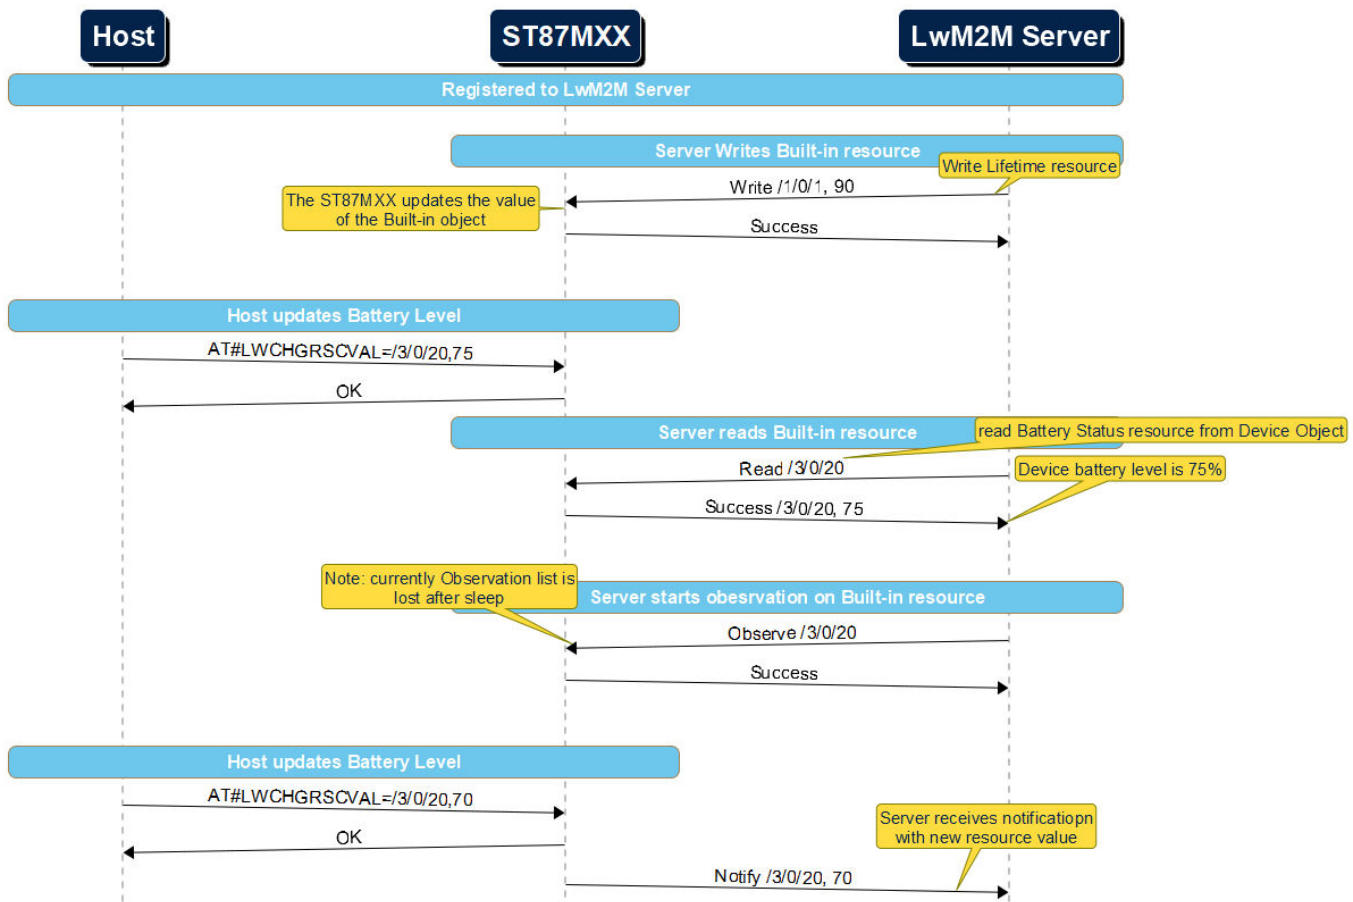 Host
ST87MXX
LwM2M Server
Registered to LwM2M Server
Server Writes Built-in resource
Write Lifetime resource
Write /1/0/1, 90
The ST87MXX updates the value
of the Built-in object
Success
Host updates Battery Level
AT#LWCHGRSCVAL=/3/0/20,75
OK
Server reads Built-in resource
read Battery Status resource from Device Object
Read /3/0/20
Device battery level is 75%
Success /3/0/20, 75
Note: currently Observation list is
lost after sleep
Server starts obesrvation on Built-in resource
Observe /3/0/20
Success
Host updates Battery Level
AT#LWCHGRSCVAL=/3/0/20,70
OK
Server receives notificatiopn
with new resource value
Notify /3/0/20, 70